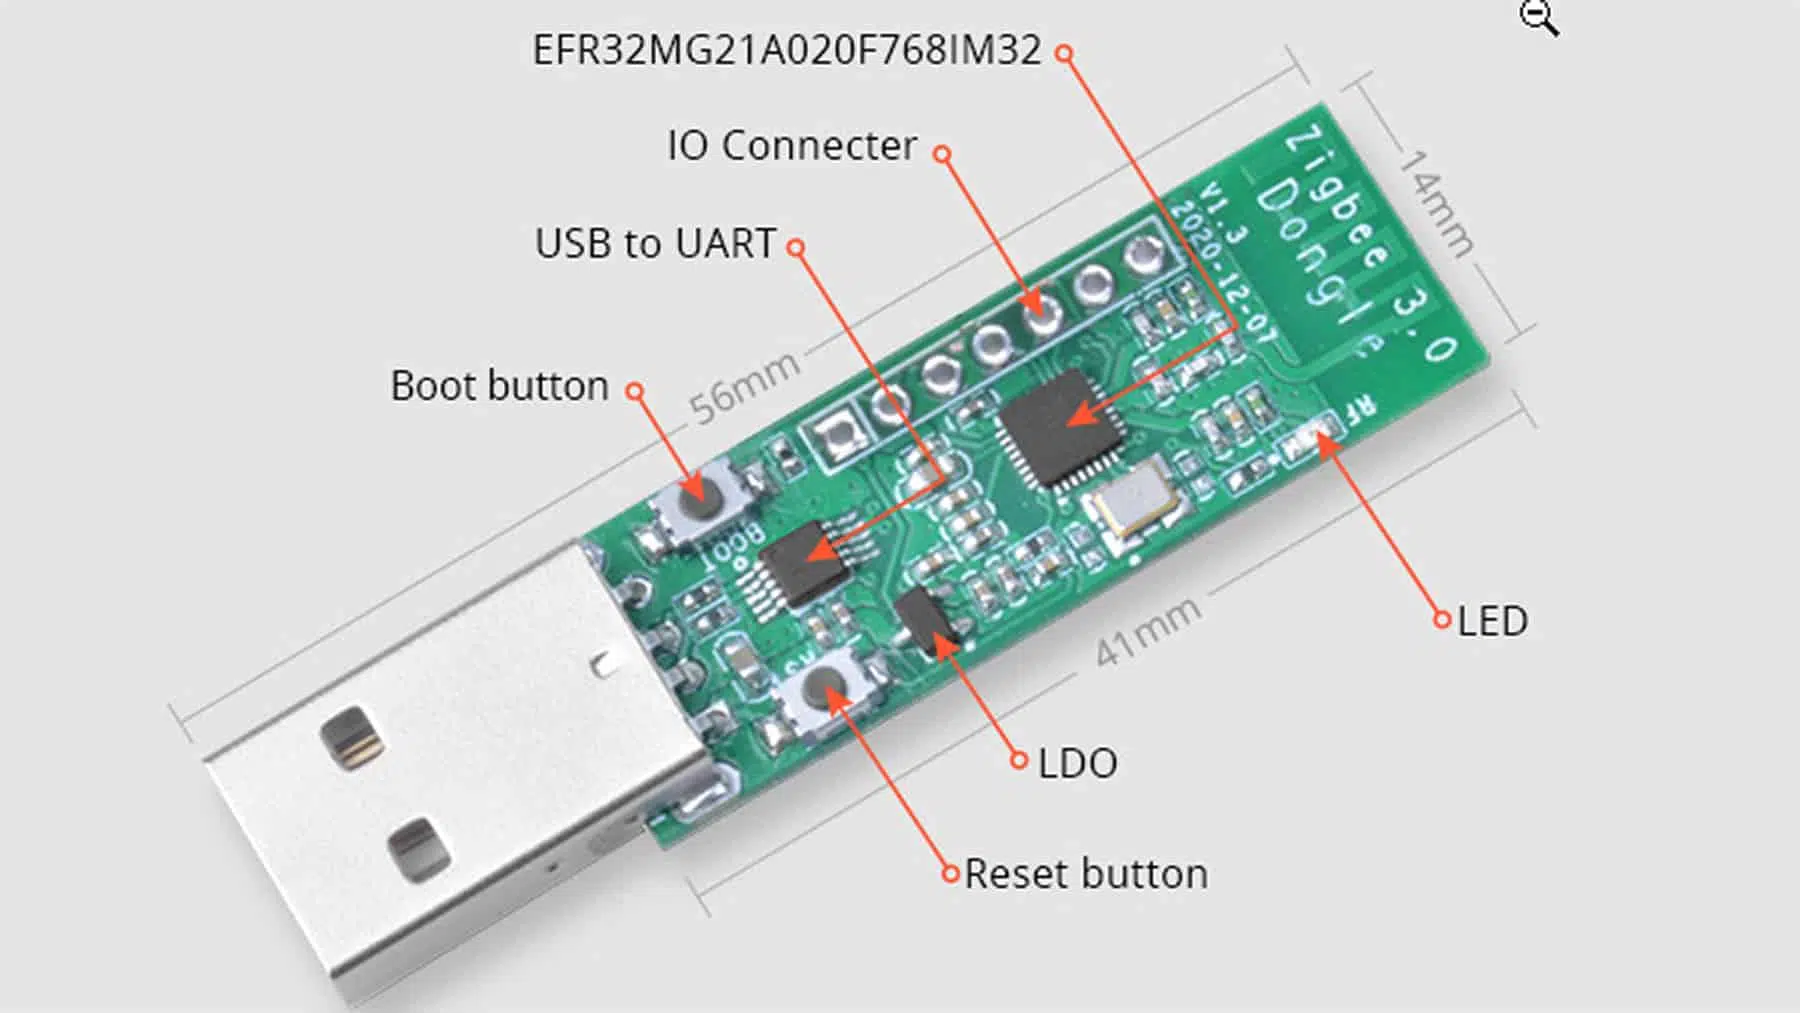 EFR32MG21A020F768IM32
IO Connecter
USB to UART
Boot button
56mm
14mm
Zigbee 3.0
Dongle
V1.3
2020-12-07
RF
BOOT
41mm
LED
LDO
Reset button